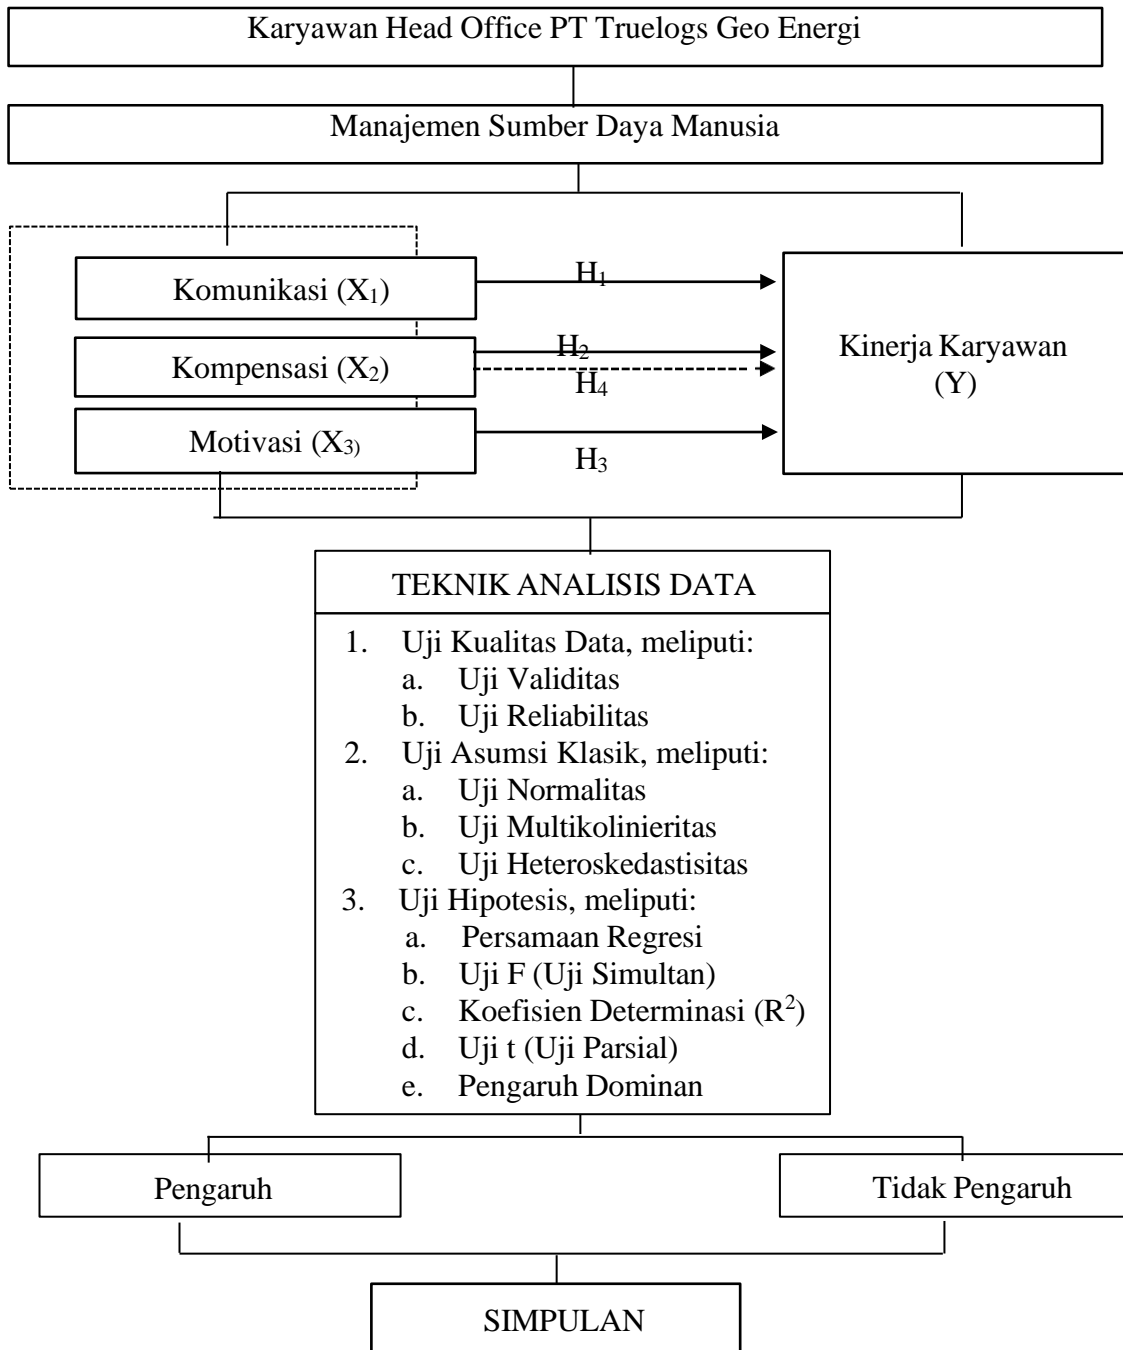 Karyawan Head Office PT Truelogs Geo Energi
Manajemen Sumber Daya Manusia
Komunikasi (X₁)
H₁
Kompensasi (X₂)
H₂
H₄
Motivasi (X₃)
H₃
Kinerja Karyawan
(Y)
TEKNIK ANALISIS DATA
1. Uji Kualitas Data, meliputi:
a. Uji Validitas
b. Uji Reliabilitas
2. Uji Asumsi Klasik, meliputi:
a. Uji Normalitas
b. Uji Multikolinieritas
c. Uji Heteroskedastisitas
3. Uji Hipotesis, meliputi:
a. Persamaan Regresi
b. Uji F (Uji Simultan)
c. Koefisien Determinasi (R²)
d. Uji t (Uji Parsial)
e. Pengaruh Dominan
Pengaruh
Tidak Pengaruh
SIMPULAN